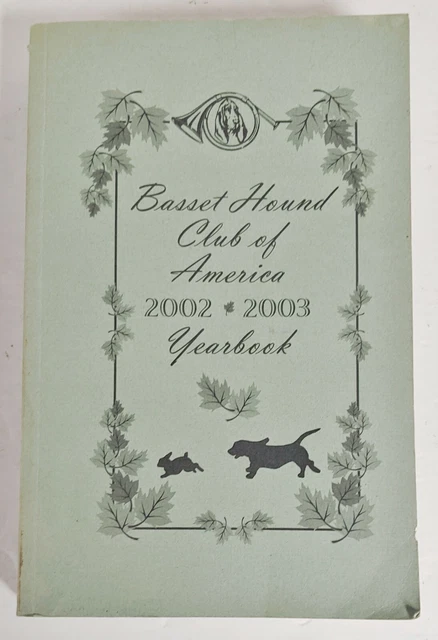 Basset Hound
Club of
America
2002 2003
Yearbook